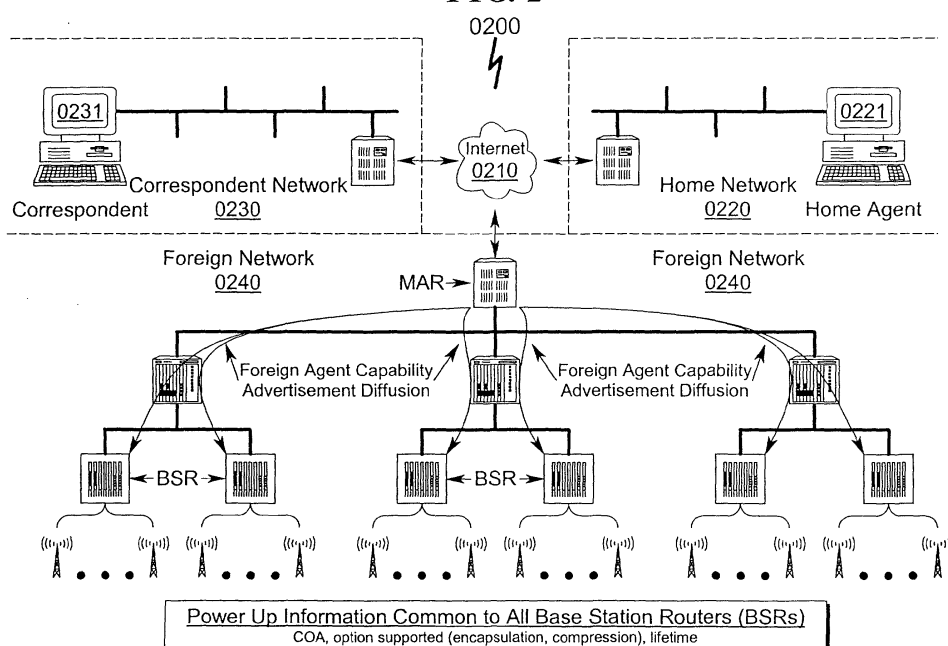 FIG. 2
0200
0231
0221
Internet
0210
Correspondent Network
0230
Correspondent
Home Network
0220
Home Agent
Foreign Network
0240
MAR
Foreign Network
0240
Foreign Agent Capability
Advertisement Diffusion
Foreign Agent Capability
Advertisement Diffusion
BSR
BSR
Power Up Information Common to All Base Station Routers (BSRs)
COA, option supported (encapsulation, compression), lifetime